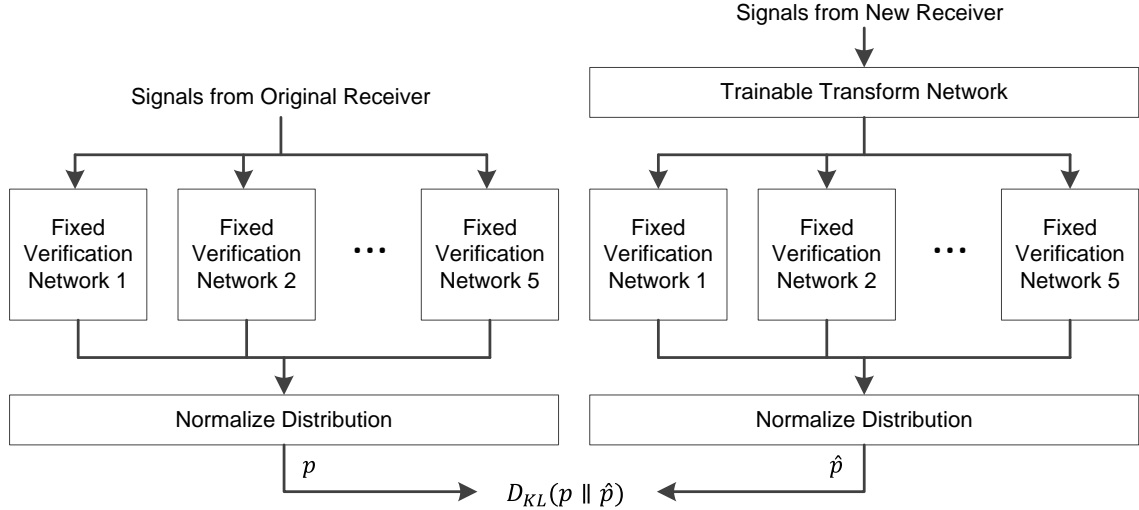 Signals from Original Receiver
Fixed
Verification
Network 1
Fixed
Verification
Network 2
•••
Fixed
Verification
Network 5
Normalize Distribution
p
Signals from New Receiver
Trainable Transform Network
Fixed
Verification
Network 1
Fixed
Verification
Network 2
•••
Fixed
Verification
Network 5
Normalize Distribution
p̂
D_{KL}(p ∥ p̂)